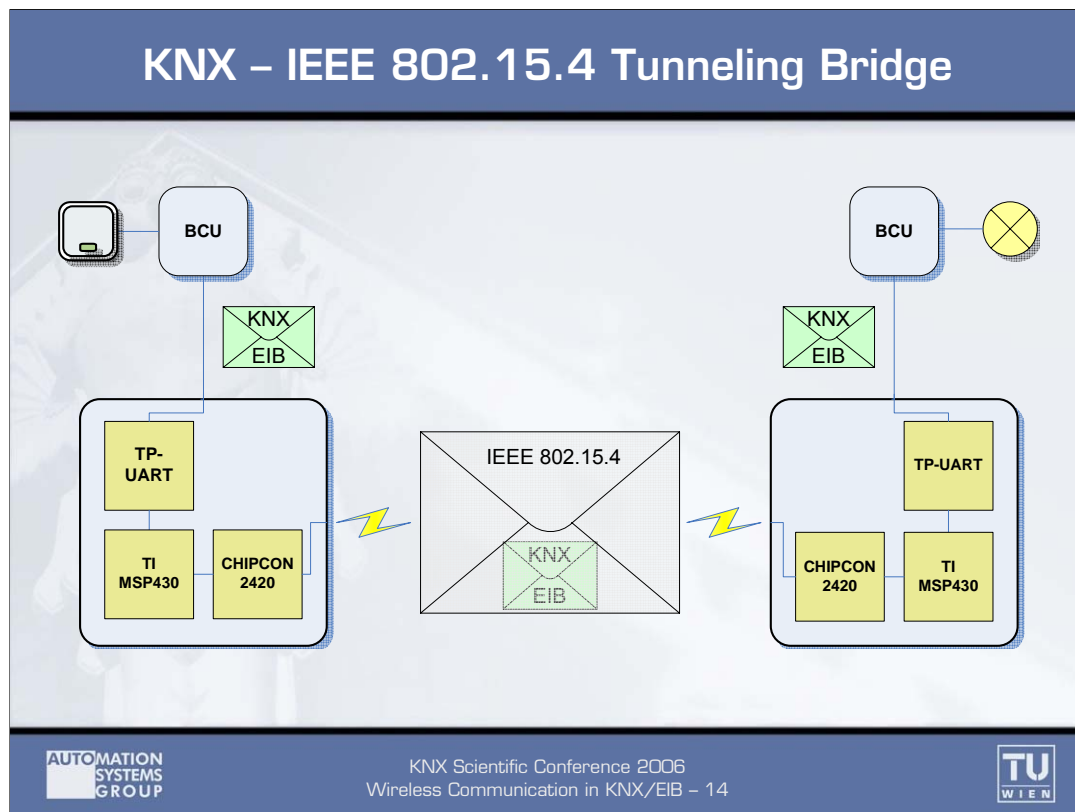 KNX – IEEE 802.15.4 Tunneling Bridge
BCU
BCU
KNX
EIB
KNX
EIB
TP-
UART
TI
MSP430
CHIPCON
2420
IEEE 802.15.4
KNX
EIB
TP-UART
CHIPCON
2420
TI
MSP430
AUTOMATION
SYSTEMS
GROUP
KNX Scientific Conference 2006
Wireless Communication in KNX/EIB – 14
TU
WIEN